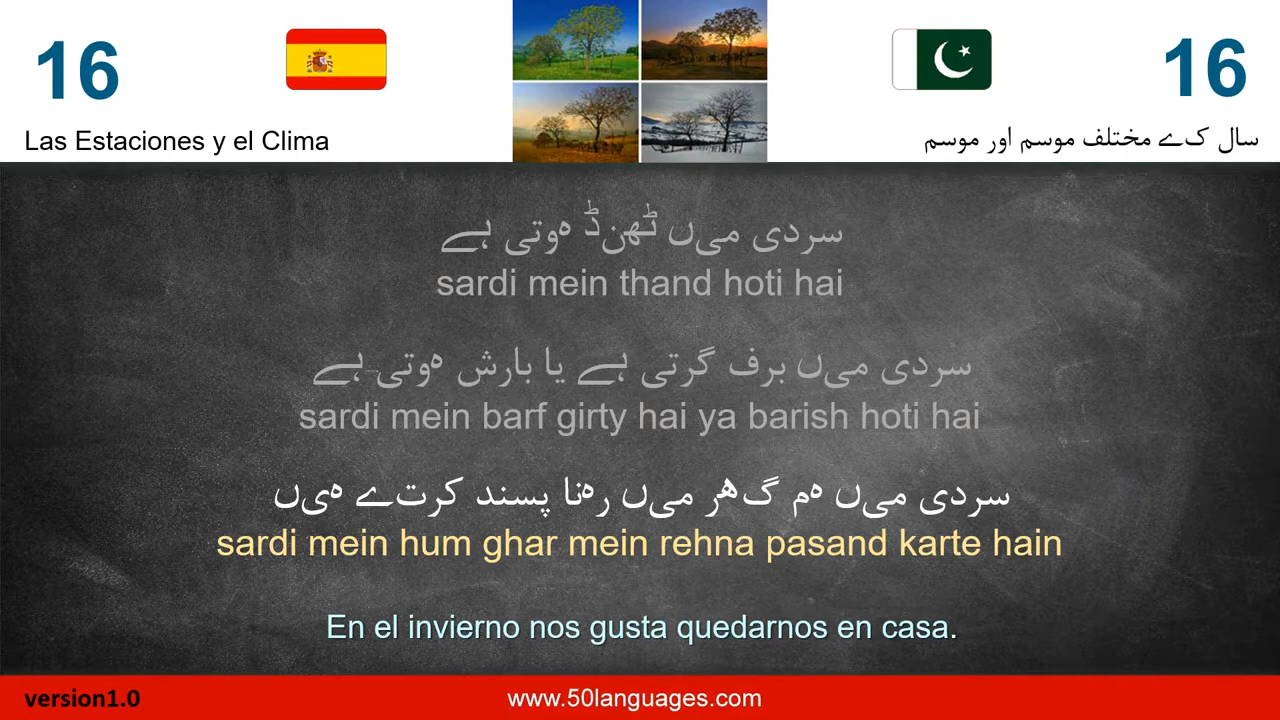 16
16
Las Estaciones y el Clima
سال کے مختلف موسم اور موسم
سردی میں ٹھنڈ ہوتی ہے
sardi mein thand hoti hai
سردی میں برف گرتی ہے یا بارش ہوتی ہے
sardi mein barf girty hai ya barish hoti hai
سردی میں ہم گھر میں رہنا پسند کرتے ہیں
sardi mein hum ghar mein rehna pasand karte hain
En el invierno nos gusta quedarnos en casa.
version1.0
www.50languages.com